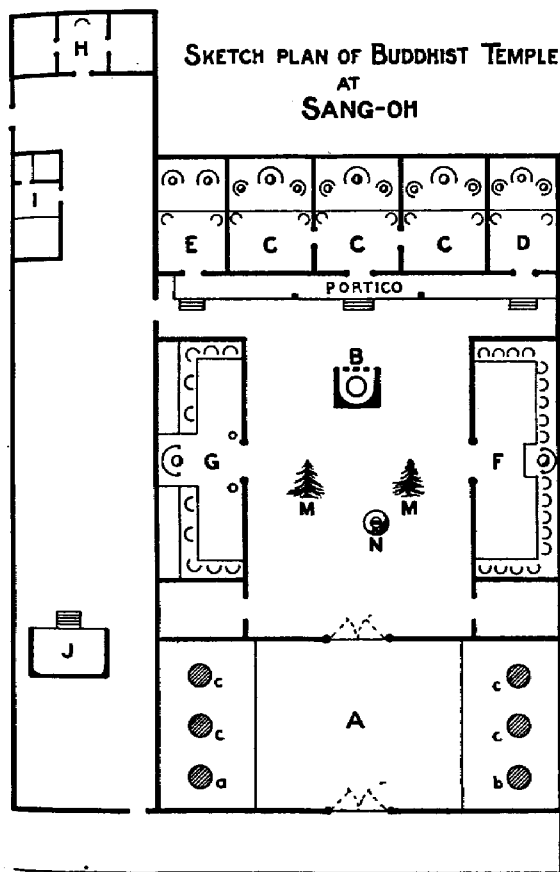 SKETCH PLAN OF BUDDHIST TEMPLE
AT
SANG-OH
H
I
E C C C D
PORTICO
B
G F
M M
N
J
A
c c
c c
a b